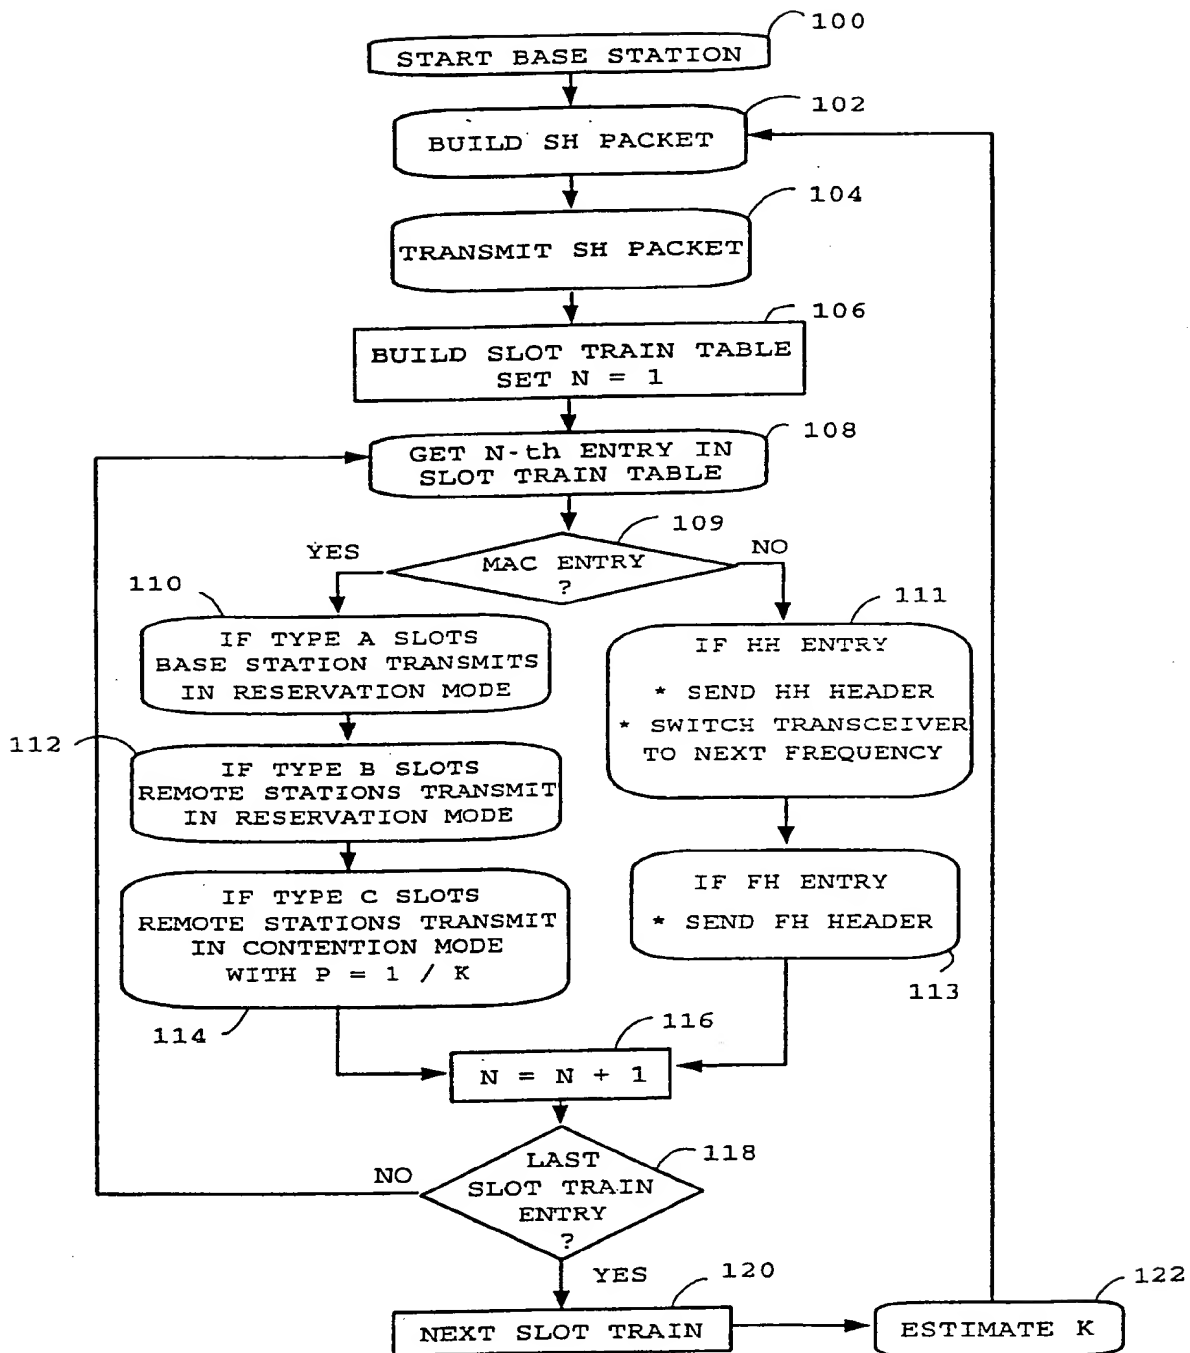 100
START BASE STATION
102
BUILD SH PACKET
104
TRANSMIT SH PACKET
106
BUILD SLOT TRAIN TABLE
SET N = 1
108
GET N-th ENTRY IN
SLOT TRAIN TABLE
109
YES
MAC ENTRY
?
NO
110
IF TYPE A SLOTS
BASE STATION TRANSMITS
IN RESERVATION MODE
111
IF HH ENTRY
* SEND HH HEADER
* SWITCH TRANSCEIVER
TO NEXT FREQUENCY
112
IF TYPE B SLOTS
REMOTE STATIONS TRANSMIT
IN RESERVATION MODE
IF FH ENTRY
* SEND FH HEADER
113
IF TYPE C SLOTS
REMOTE STATIONS TRANSMIT
IN CONTENTION MODE
WITH P = 1 / K
114
116
N = N + 1
118
NO
LAST
SLOT TRAIN
ENTRY
?
YES
120
NEXT SLOT TRAIN
122
ESTIMATE K